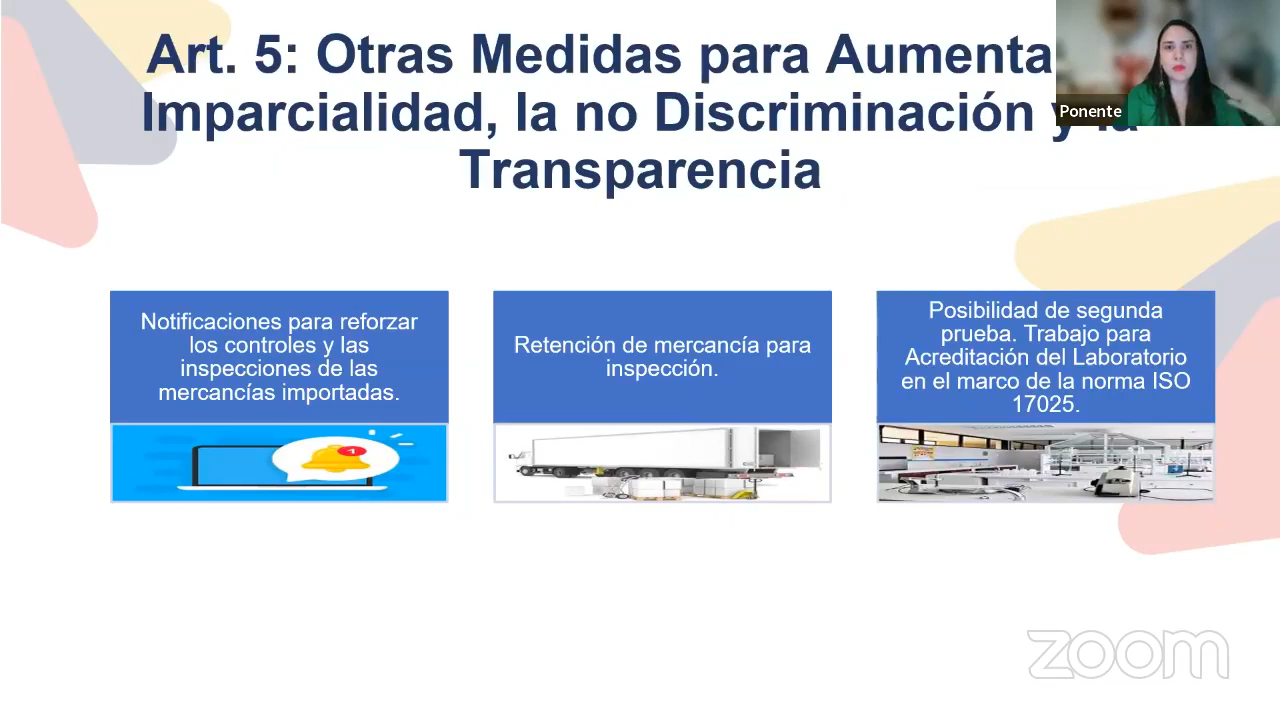 Art. 5: Otras Medidas para Aumenta
Imparcialidad, la no Discriminación y la
Transparencia
Ponente
Notificaciones para reforzar
los controles y las
inspecciones de las
mercancías importadas.
Retención de mercancía para
inspección.
Posibilidad de segunda
prueba. Trabajo para
Acreditación del Laboratorio
en el marco de la norma ISO
17025.
1
zoom